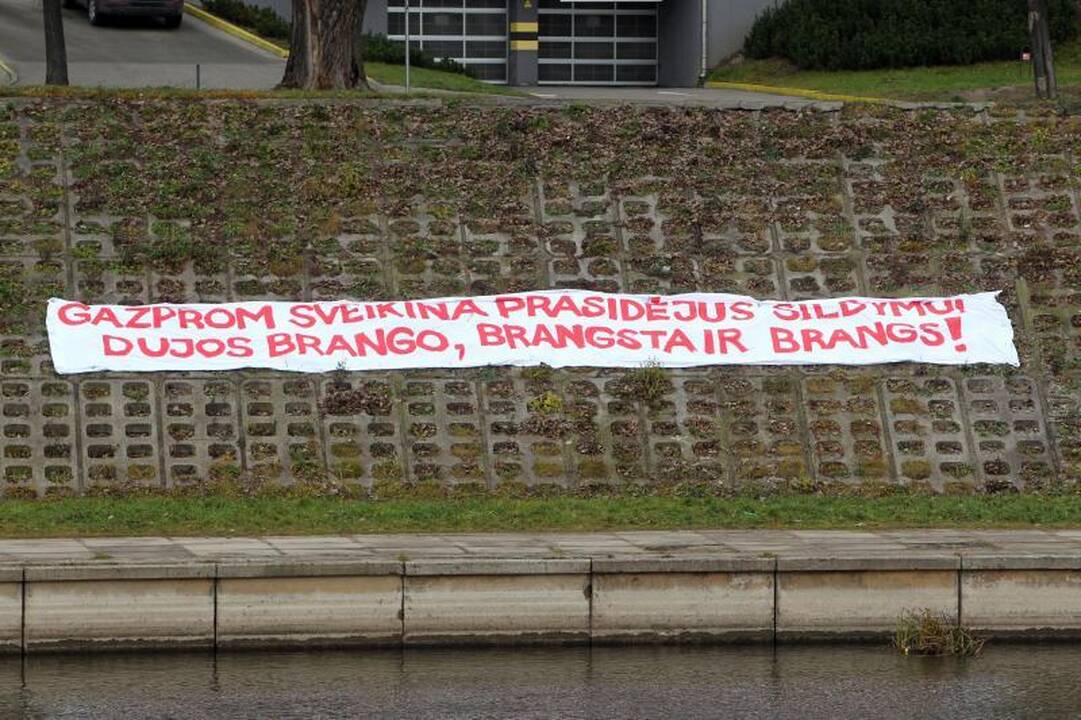 GAZPROM SVEIKINA PRASIDĖJUS ŠILDYMUI
DUJOS BRANGO, BRANGSTA IR BRANGS!